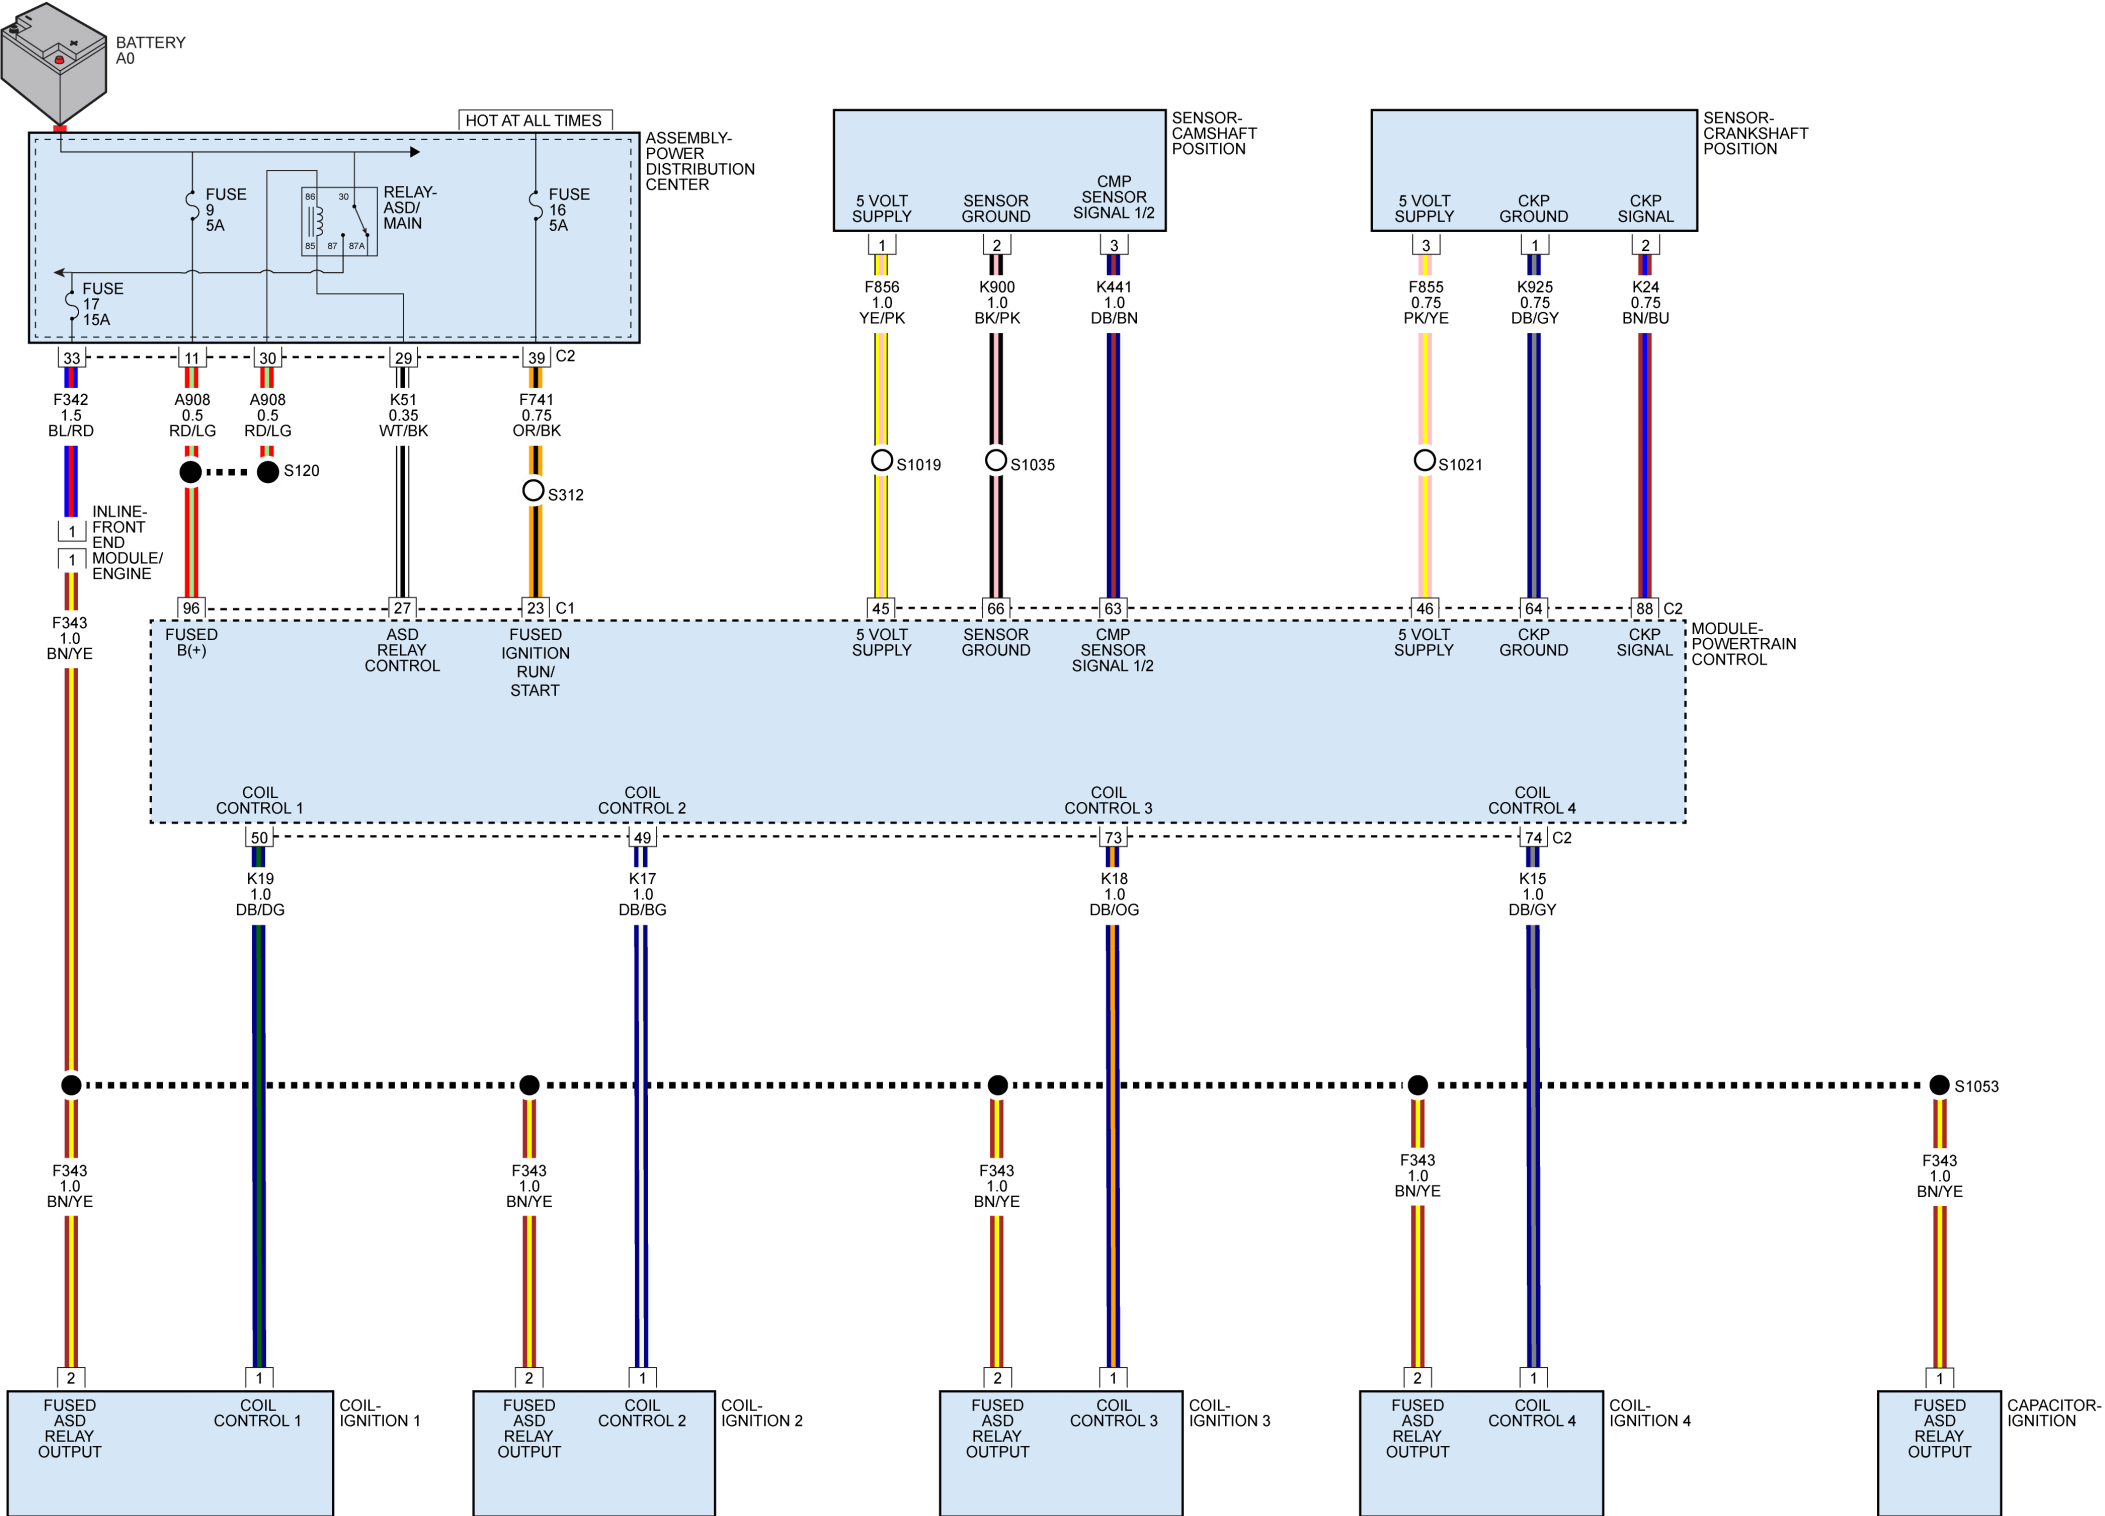 BATTERY
A0
HOT AT ALL TIMES
ASSEMBLY-
POWER
DISTRIBUTION
CENTER
FUSE
9
5A
86
30
85
87
87A
RELAY-
ASD/
MAIN
FUSE
16
5A
FUSE
17
15A
SENSOR-
CAMSHAFT
POSITION
5 VOLT
SUPPLY
SENSOR
GROUND
CMP
SENSOR
SIGNAL 1/2
SENSOR-
CRANKSHAFT
POSITION
5 VOLT
SUPPLY
CKP
GROUND
CKP
SIGNAL
1
2
3
3
1
2
F856
1.0
YE/PK
K900
1.0
BK/PK
K441
1.0
DB/BN
F855
0.75
PK/YE
K925
0.75
DB/GY
K24
0.75
BN/BU
33
11
30
29
39
C2
F342
1.5
BL/RD
A908
0.5
RD/LG
A908
0.5
RD/LG
K51
0.35
WT/BK
F741
0.75
OR/BK
S120
S312
S1019
S1035
S1021
1
1
INLINE-
FRONT
END
MODULE/
ENGINE
F343
1.0
BN/YE
96
27
23
C1
45
66
63
46
64
88
C2
FUSED
B(+)
ASD
RELAY
CONTROL
FUSED
IGNITION
RUN/
START
5 VOLT
SUPPLY
SENSOR
GROUND
CMP
SENSOR
SIGNAL 1/2
5 VOLT
SUPPLY
CKP
GROUND
CKP
SIGNAL
MODULE-
POWERTRAIN
CONTROL
COIL
CONTROL 1
COIL
CONTROL 2
COIL
CONTROL 3
COIL
CONTROL 4
50
49
73
74
C2
K19
1.0
DB/DG
K17
1.0
DB/BG
K18
1.0
DB/OG
K15
1.0
DB/GY
S1053
F343
1.0
BN/YE
F343
1.0
BN/YE
F343
1.0
BN/YE
F343
1.0
BN/YE
F343
1.0
BN/YE
2
1
2
1
2
1
2
1
1
FUSED
ASD
RELAY
OUTPUT
COIL
CONTROL 1
COIL-
IGNITION 1
FUSED
ASD
RELAY
OUTPUT
COIL
CONTROL 2
COIL-
IGNITION 2
FUSED
ASD
RELAY
OUTPUT
COIL
CONTROL 3
COIL-
IGNITION 3
FUSED
ASD
RELAY
OUTPUT
COIL
CONTROL 4
COIL-
IGNITION 4
FUSED
ASD
RELAY
OUTPUT
CAPACITOR-
IGNITION